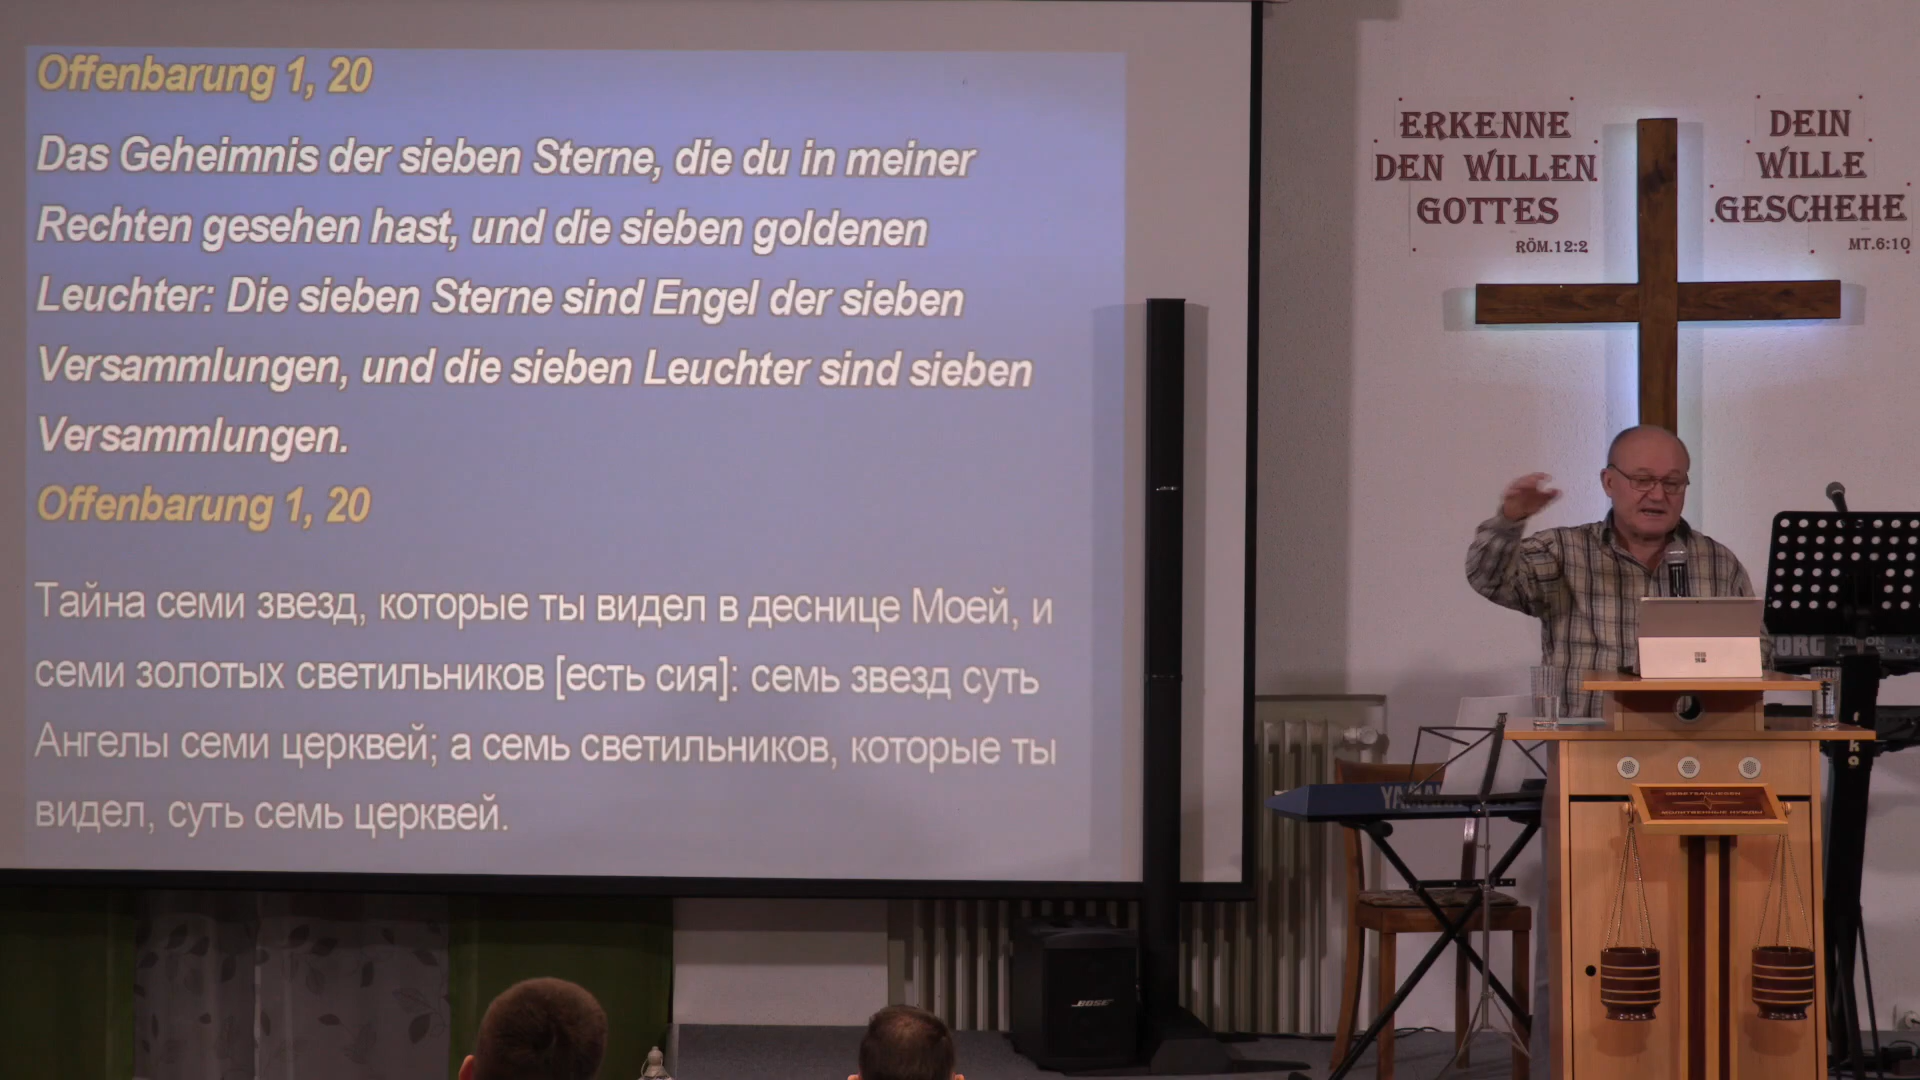 Offenbarung 1, 20
Das Geheimnis der sieben Sterne, die du in meiner
Rechten gesehen hast, und die sieben goldenen
Leuchter: Die sieben Sterne sind Engel der sieben
Versammlungen, und die sieben Leuchter sind sieben
Versammlungen.
Offenbarung 1, 20
Тайна семи звезд, которые ты видел в деснице Моей, и
семи золотых светильников [есть сия]: семь звезд суть
Ангелы семи церквей; а семь светильников, которые ты
видел, суть семь церквей.
ERKENNE
DEN WILLEN
GOTTES
RÖM.12:2
DEIN
WILLE
GESCHEHE
MT.6:10
BOSE